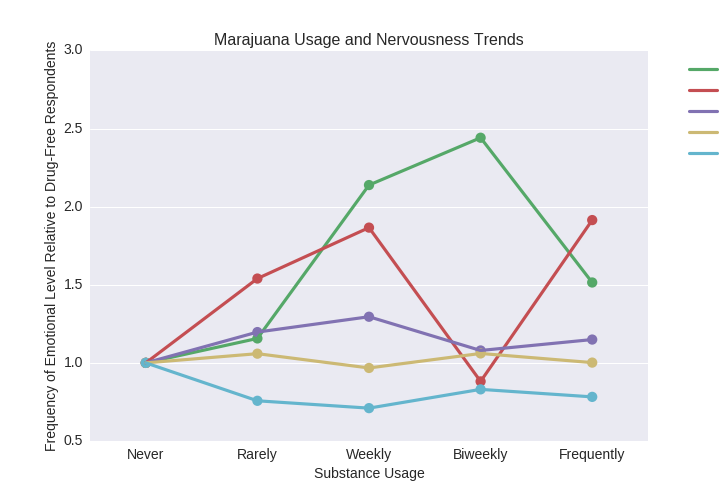 Marajuana Usage and Nervousness Trends
Frequency of Emotional Level Relative to Drug-Free Respondents
3.0
2.5
2.0
1.5
1.0
0.5
Never Rarely Weekly Biweekly Frequently
Substance Usage